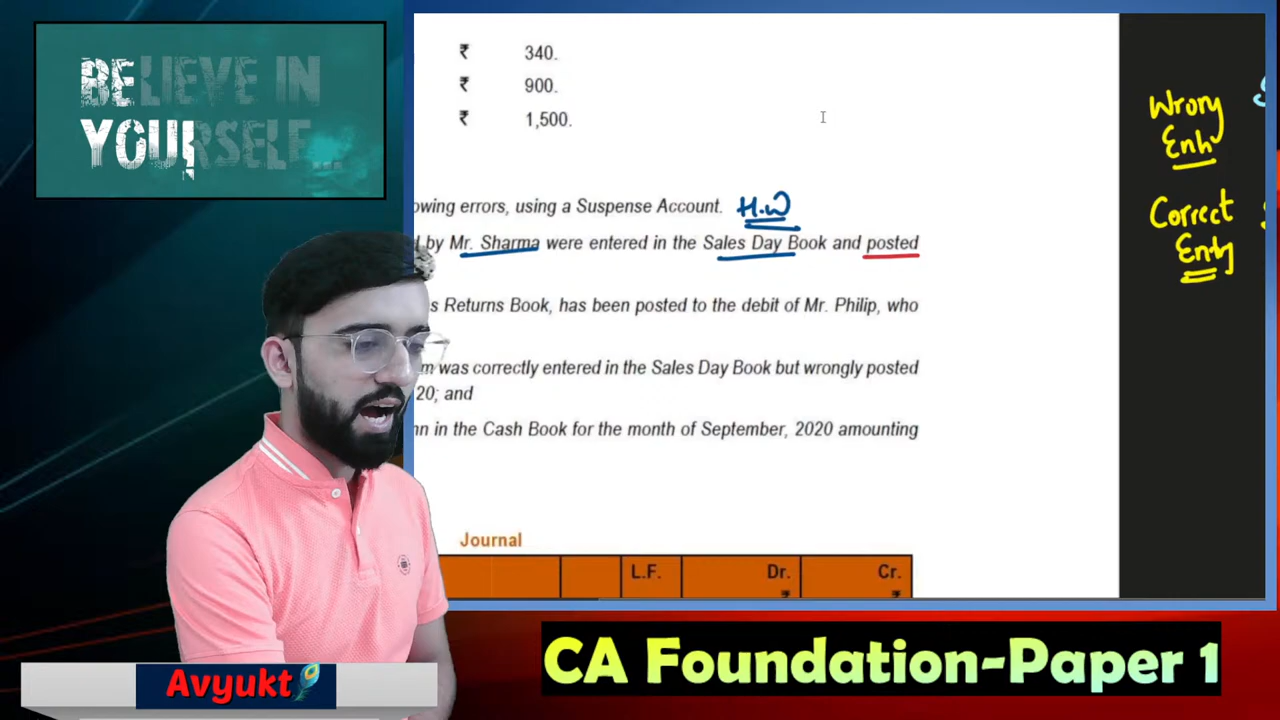 BELIEVE IN
YOURSELF...
₹ 340.
₹ 900.
₹ 1,500.
owing errors, using a Suspense Account. H.W
by Mr. Sharma were entered in the Sales Day Book and posted
s Returns Book, has been posted to the debit of Mr. Philip, who
m was correctly entered in the Sales Day Book but wrongly posted
20; and
nn in the Cash Book for the month of September, 2020 amounting
Journal
L.F. Dr. Cr.
₹ ₹
Wrong
Enh
Correct
Entry
Avyukt
CA Foundation-Paper 1